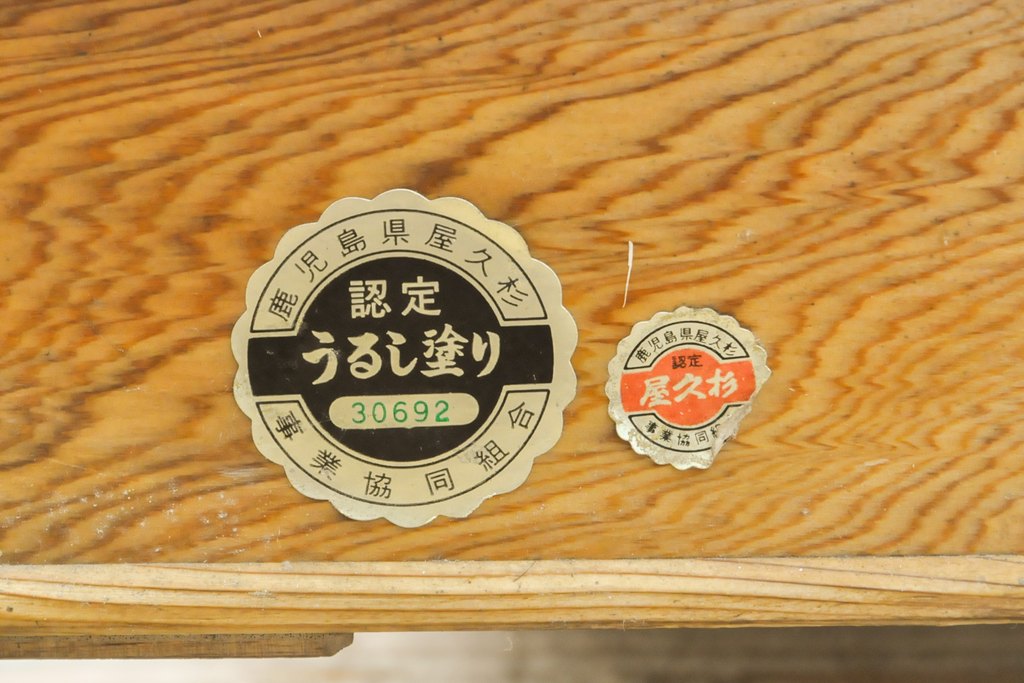 鹿児島県屋久杉
認定
うるし塗り
30692
事業協同組合
鹿児島県屋久杉
認定
屋久杉
事業協同組